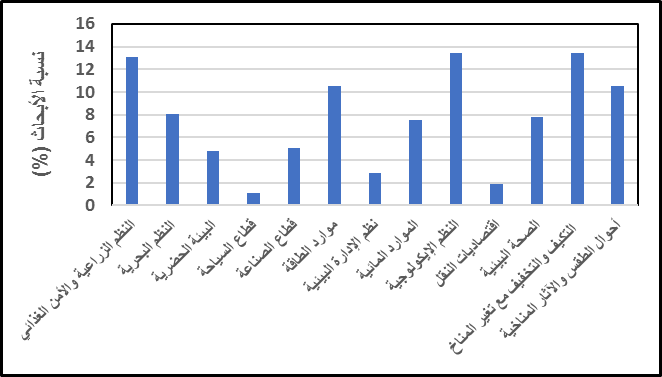 نسبة الأبحاث (%)
16
14
12
10
8
6
4
2
0
النظم الزراعية والأمن الغذائي
النظم البحرية
البيئة الحضرية
قطاع السياحة
قطاع الصناعة
موارد الطاقة
نظم الإدارة البيئية
الموارد المائية
النظم الإيكولوجية
اقتصاديات النقل
الصحة البيئية
التكيف والتخفيف مع تغير المناخ
أحوال الطقس والآثار المناخية